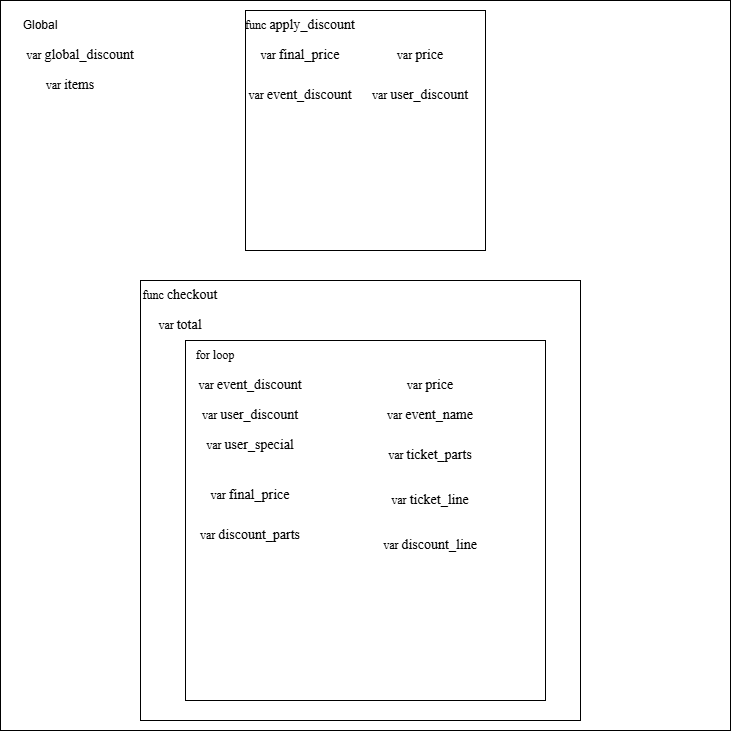 Global
var global_discount
var items
func apply_discount
var final_price
var price
var event_discount
var user_discount
func checkout
var total
for loop
var event_discount
var price
var user_discount
var event_name
var user_special
var ticket_parts
var final_price
var ticket_line
var discount_parts
var discount_line